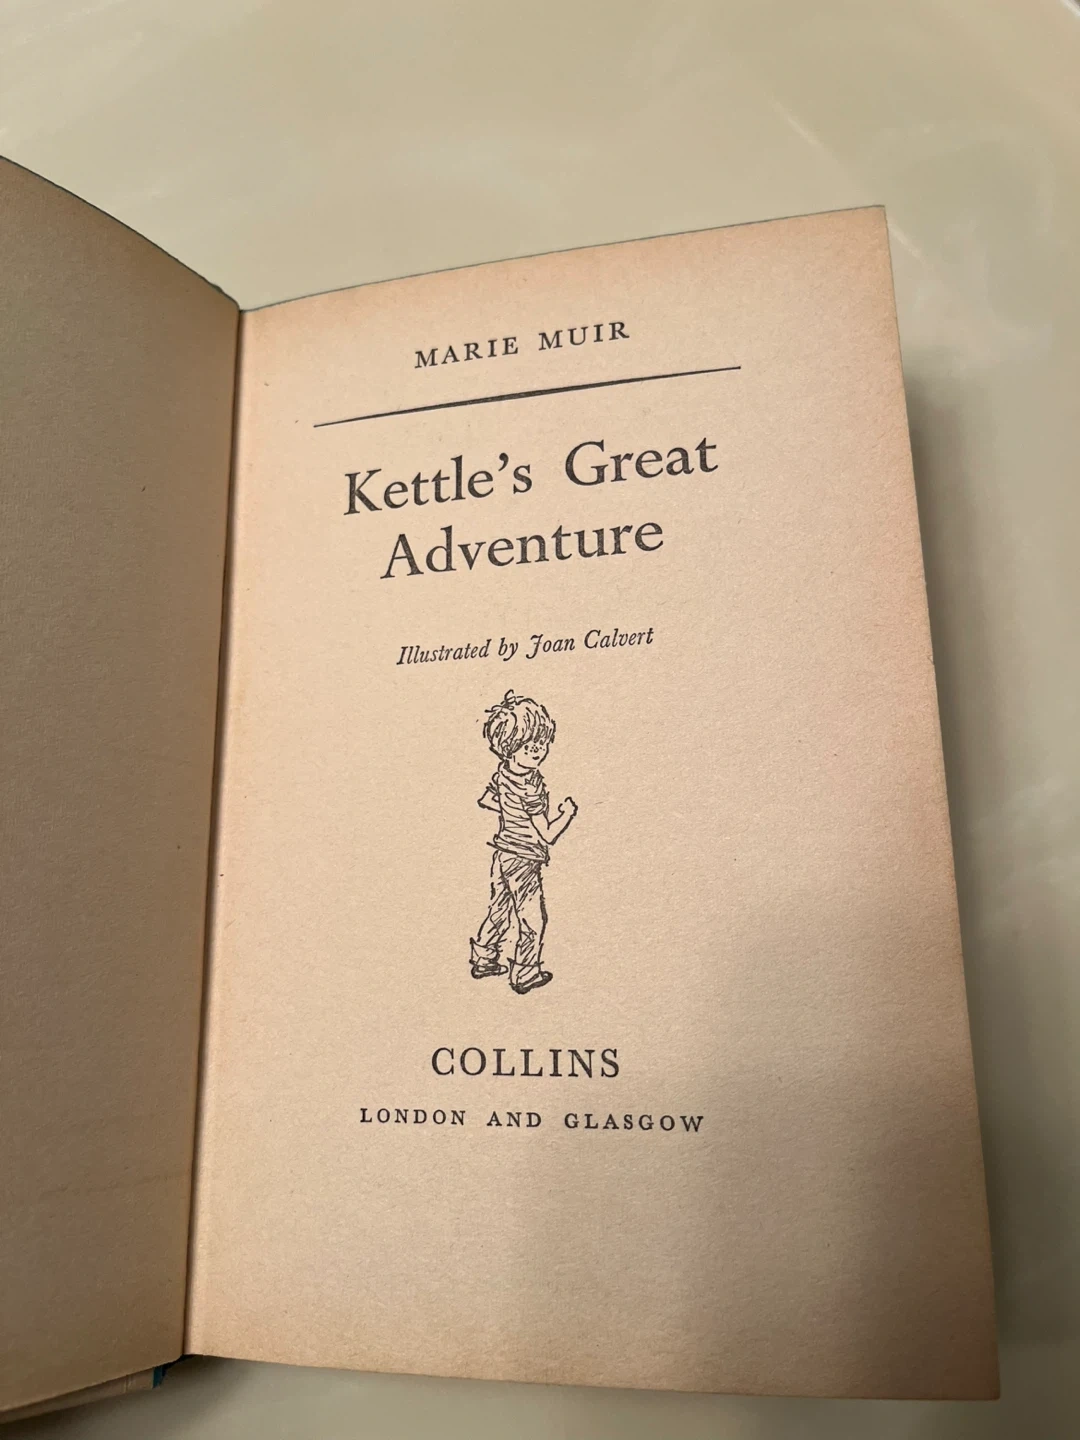 MARIE MUIR
Kettle's Great
Adventure
Illustrated by Joan Calvert
COLLINS
LONDON AND GLASGOW